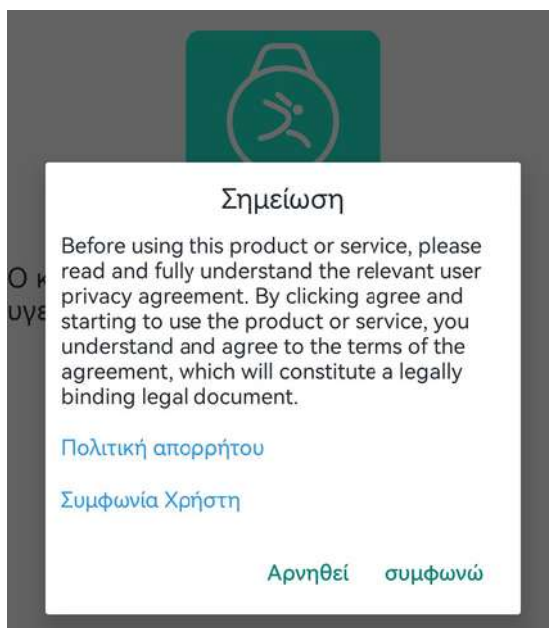 Σημείωση
Before using this product or service, please
read and fully understand the relevant user
Ο κ
privacy agreement. By clicking agree and
υγε
starting to use the product or service, you
understand and agree to the terms of the
agreement, which will constitute a legally
binding legal document.
Πολιτική απορρήτου
Συμφωνία Χρήστη
Αρνηθεί συμφωνώ